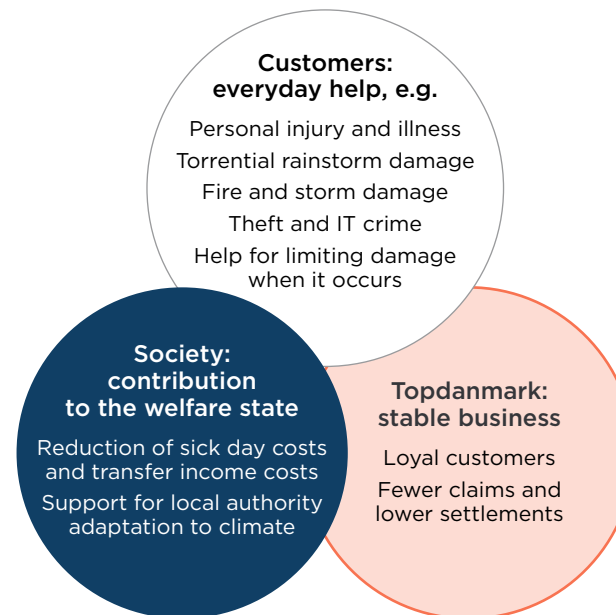 Customers:
everyday help, e.g.
Personal injury and illness
Torrential rainstorm damage
Fire and storm damage
Theft and IT crime
Help for limiting damage
when it occurs
Society:
contribution
to the welfare state
Reduction of sick day costs
and transfer income costs
Support for local authority
adaptation to climate
Topdanmark:
stable business
Loyal customers
Fewer claims and
lower settlements